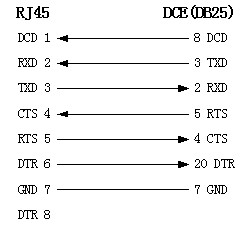 RJ45 DCE(DB25)
DCD 1 8 DCD
RXD 2 3 TXD
TXD 3 2 RXD
CTS 4 5 RTS
RTS 5 4 CTS
DTR 6 20 DTR
GND 7 7 GND
DTR 8